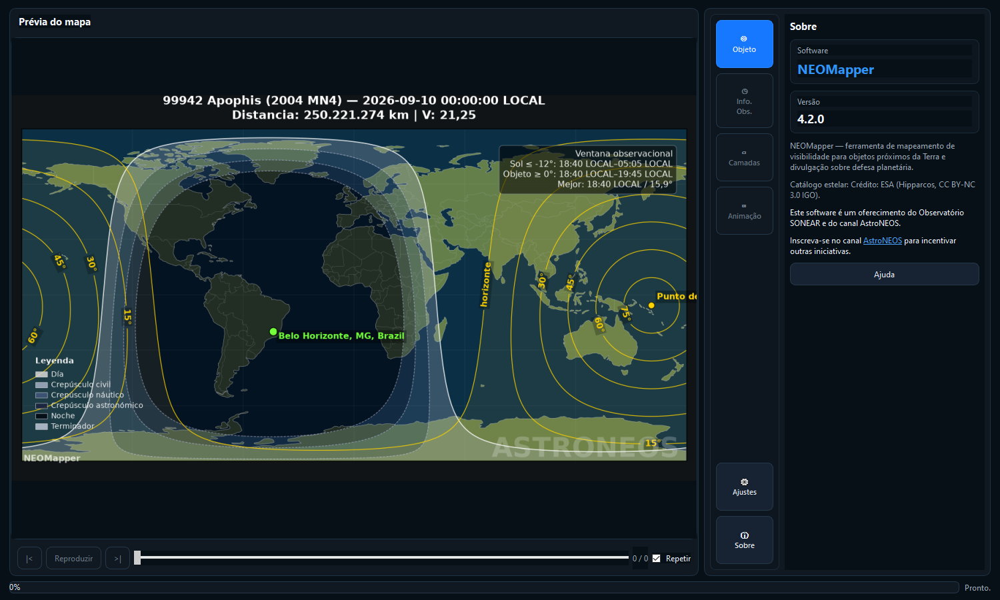 Prévia do mapa
99942 Apophis (2004 MN4) — 2026-09-10 00:00:00 LOCAL
Distancia: 250.221.274 km | V: 21,25
Ventana observacional
Sol ≤ -12°: 18:40 LOCAL–05:05 LOCAL
Objeto ≥ 0°: 18:40 LOCAL–19:45 LOCAL
Mejor: 18:40 LOCAL / 15,9°
45°
30°
15°
60°
horizonte
30°
45°
60°
75°
15°
Punto de
Belo Horizonte, MG, Brazil
Leyenda
Día
Crepúsculo civil
Crepúsculo náutico
Crepúsculo astronómico
Noche
Terminador
NEOMapper
ASTRONEOS
|<
Reproduzir
>|
0 / 0
Repetir
0%
Pronto.
Objeto
Info.
Obs.
Camadas
Animação
Ajustes
Sobre
Sobre
Software
NEOMapper
Versão
4.2.0
NEOMapper — ferramenta de mapeamento de
visibilidade para objetos próximos da Terra e
divulgação sobre defesa planetária.
Catálogo estelar: Crédito: ESA (Hipparcos, CC BY-NC
3.0 IGO).
Este software é um oferecimento do Observatório
SONEAR e do canal AstroNEOS.
Inscreva-se no canal AstroNEOS para incentivar
outras iniciativas.
Ajuda